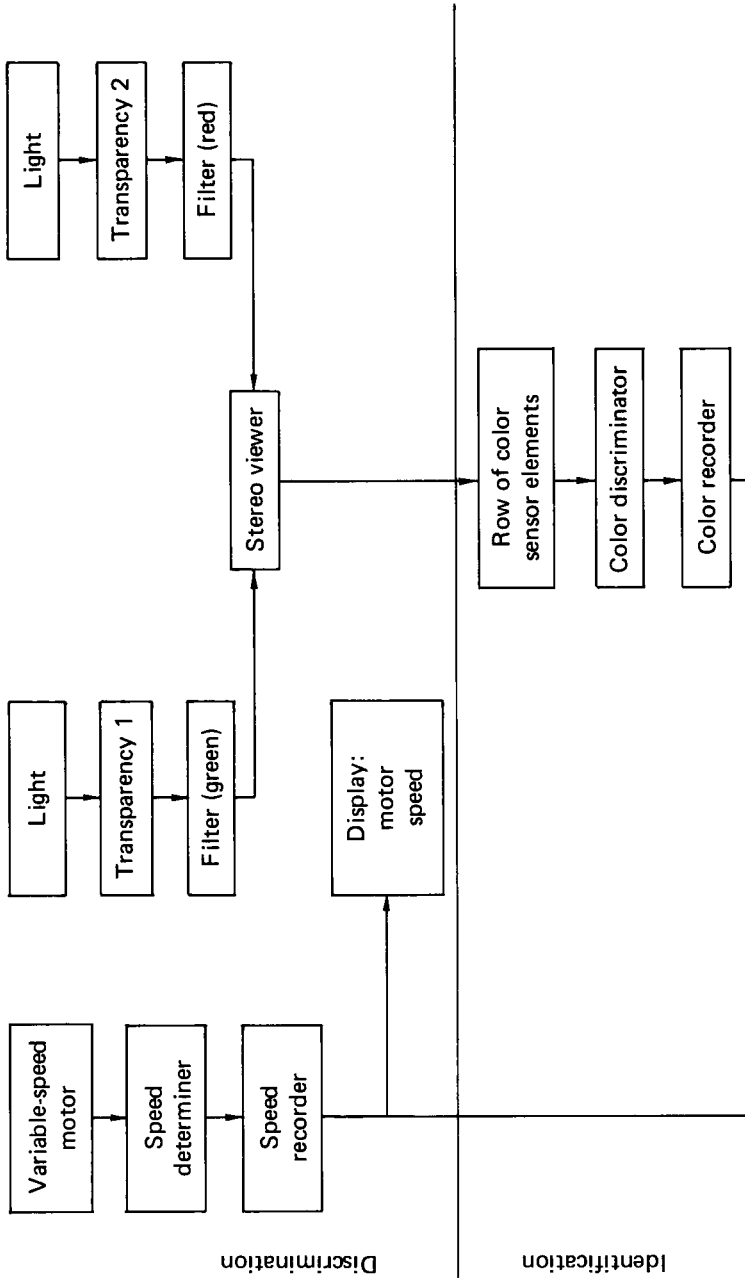 Variable-speed
motor
Speed
determiner
Speed
recorder
Display:
motor
speed
Light
Transparency 1
Filter (green)
Light
Transparency 2
Filter (red)
Stereo viewer
Discrimination
Row of color
sensor elements
Color discriminator
Color recorder
Identification